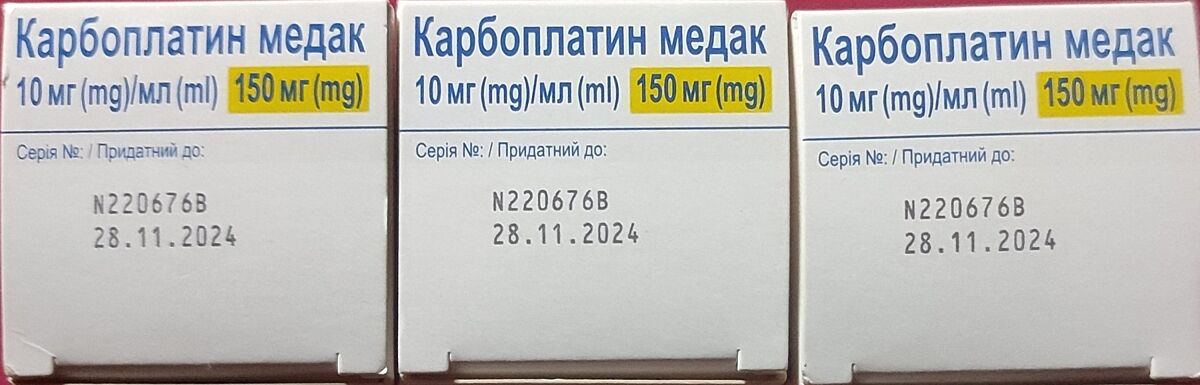 Карбоплатин медак
10 мг (mg)/мл (ml) 150 мг (mg)
Серія №: / Придатний до:
N220676B
28.11.2024
Карбоплатин медак
10 мг (mg)/мл (ml) 150 мг (mg)
Серія №: / Придатний до:
N220676B
28.11.2024
Карбоплатин медак
10 мг (mg)/мл (ml) 150 мг (mg)
Серія №: / Придатний до:
N220676B
28.11.2024